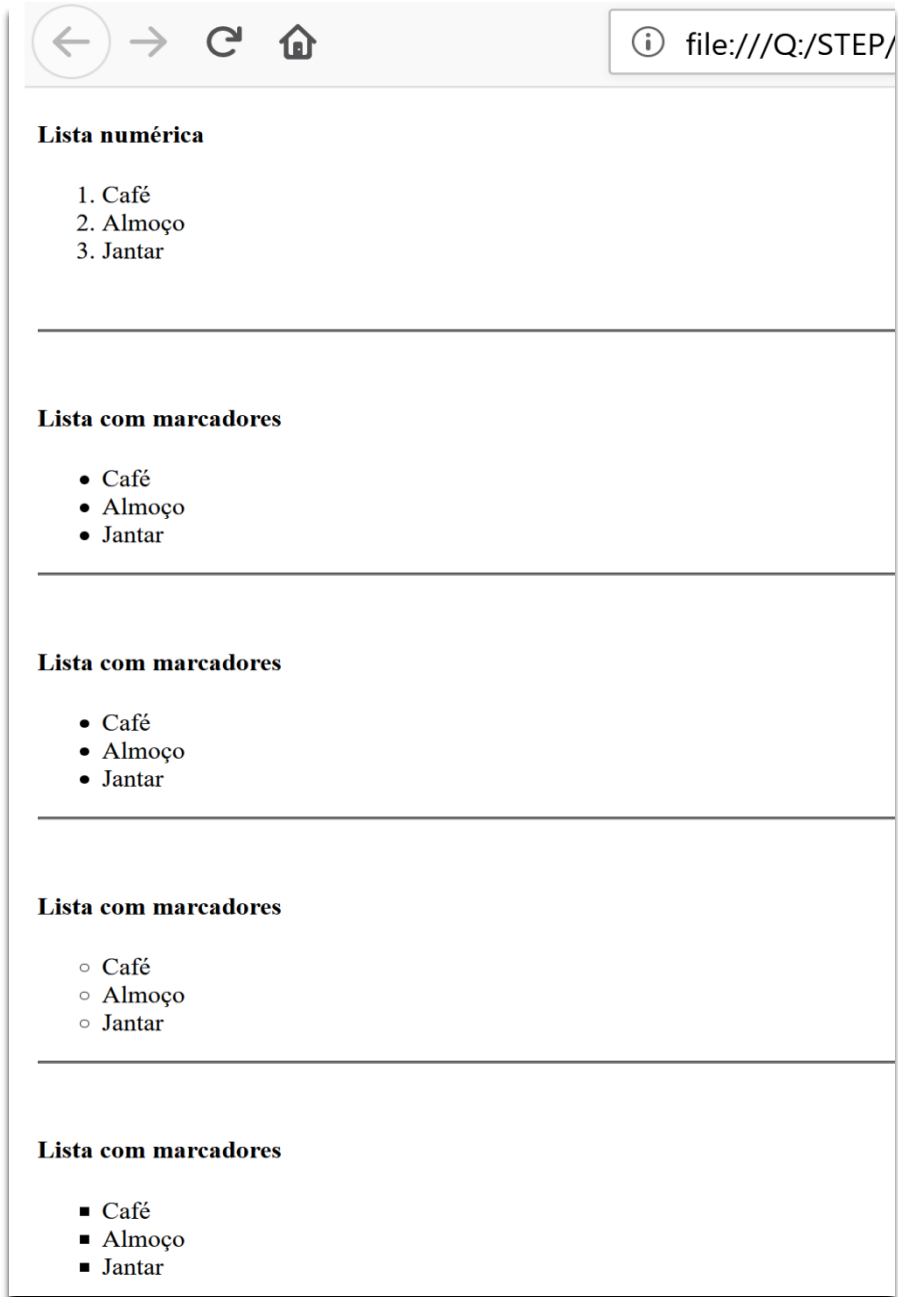 file:///Q:/STEP/
Lista numérica
1. Café
2. Almoço
3. Jantar
Lista com marcadores
• Café
• Almoço
• Jantar
Lista com marcadores
• Café
• Almoço
• Jantar
Lista com marcadores
○ Café
○ Almoço
○ Jantar
Lista com marcadores
■ Café
■ Almoço
■ Jantar